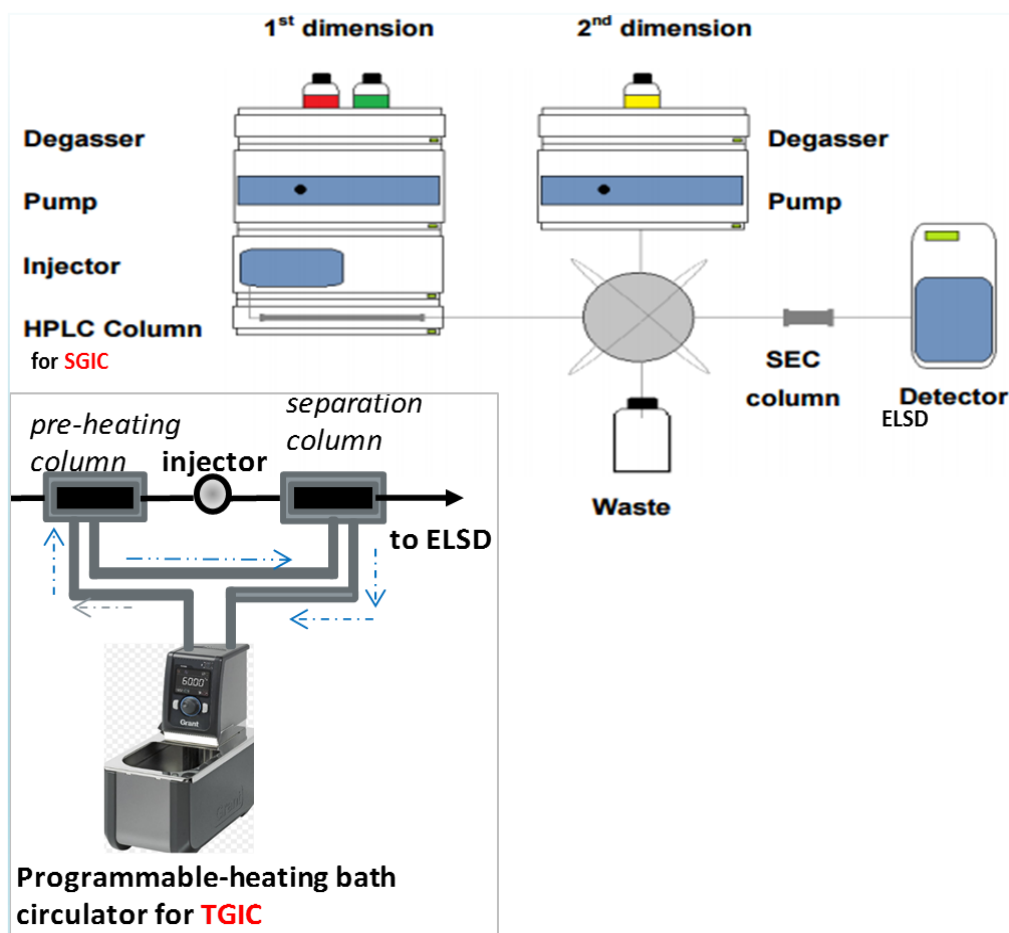 1st dimension
2nd dimension
Degasser
Pump
Injector
HPLC Column
for SGIC
Degasser
Pump
SEC
column
Detector
ELSD
Waste
pre-heating
column
injector
separation
column
to ELSD
60.00
Grant
Grant
Programmable-heating bath
circulator for TGIC